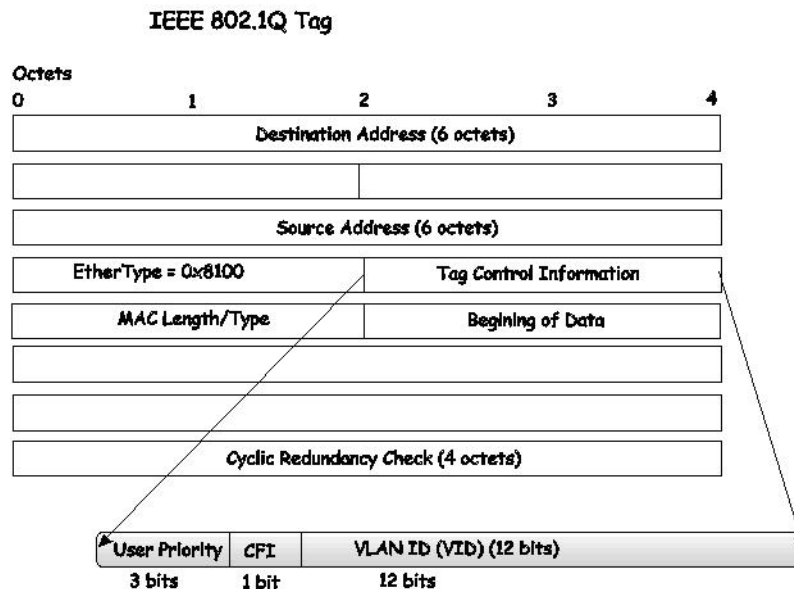 IEEE 802.1Q Tag
Octets
0 1 2 3 4
Destination Address (6 octets)
Source Address (6 octets)
EtherType = 0x8100 Tag Control Information
MAC Length/Type Begining of Data
Cyclic Redundancy Check (4 octets)
User Priority CFI VLAN ID (VID) (12 bits)
3 bits 1 bit 12 bits